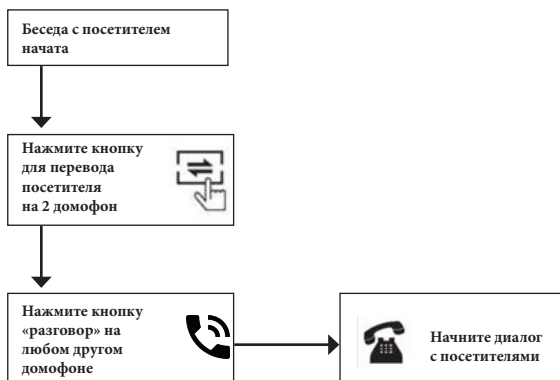 Беседа с посетителем
начата
Нажмите кнопку
для перевода
посетителя
на 2 домофон
Нажмите кнопку
«разговор» на
любом другом
домофоне
Начните диалог
с посетителями